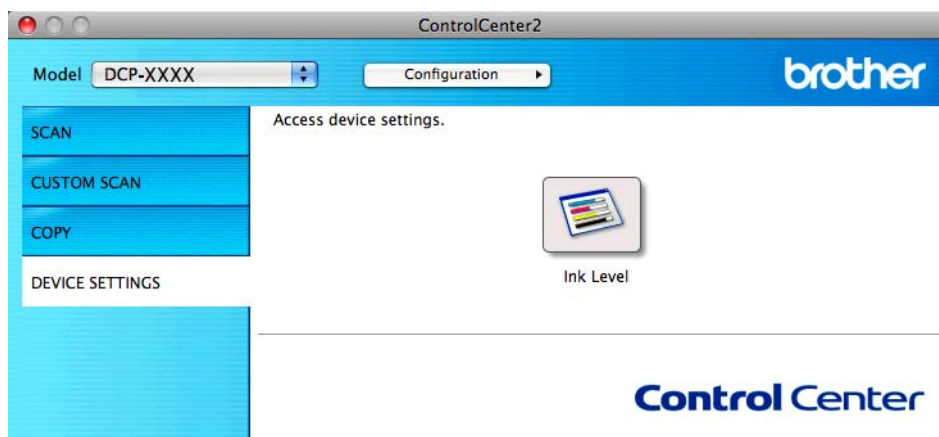 ControlCenter2
Model DCP-XXXX Configuration brother
SCAN
CUSTOM SCAN
COPY
DEVICE SETTINGS
Access device settings.
Ink Level
Control Center